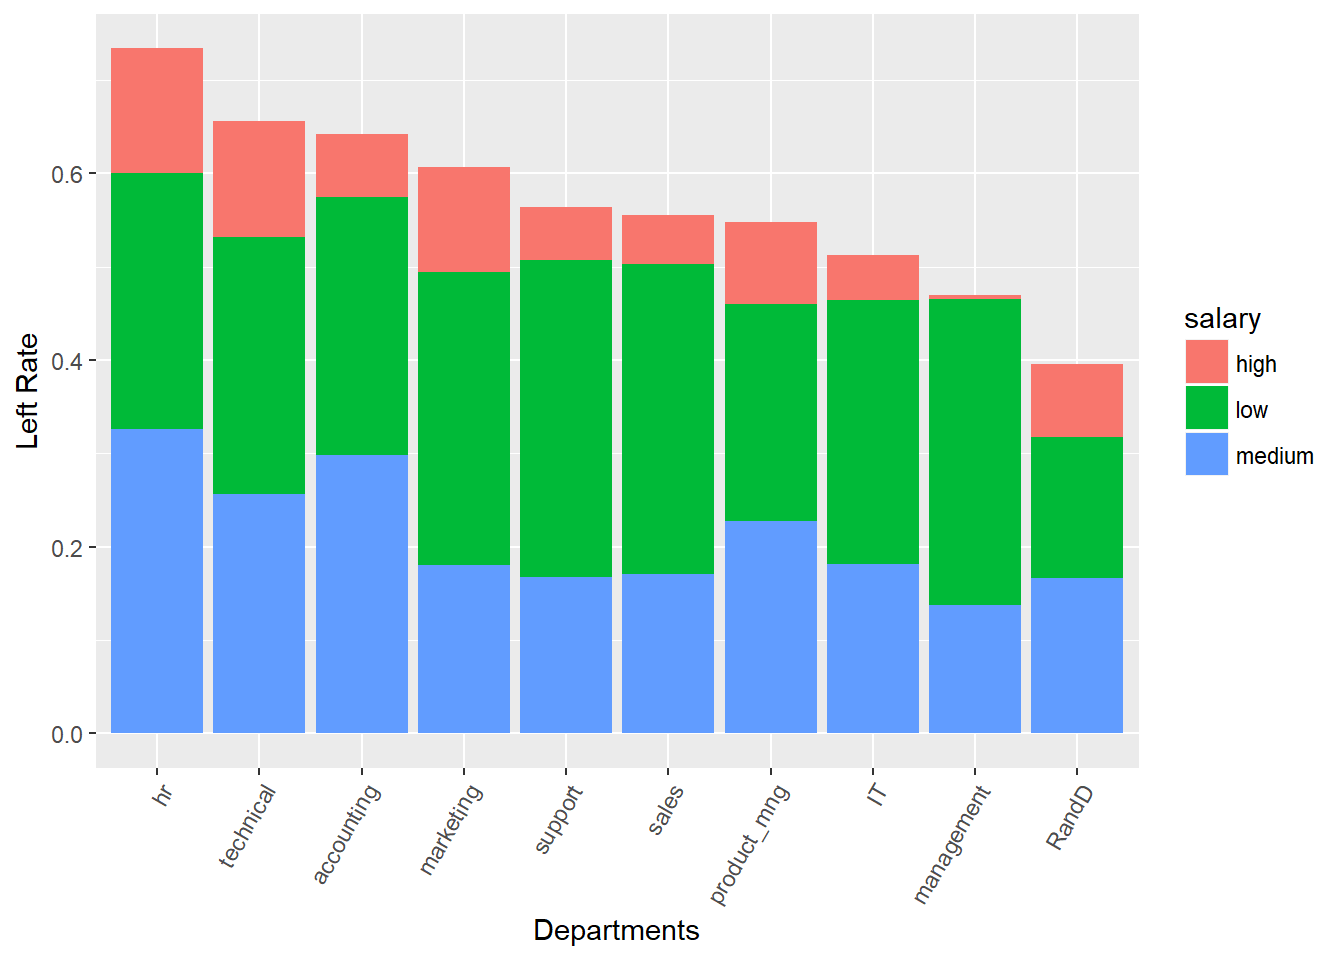 Left Rate
0.6
0.4
0.2
0.0
hr
technical
accounting
marketing
support
sales
product_mng
IT
management
RandD
Departments
salary
high
low
medium